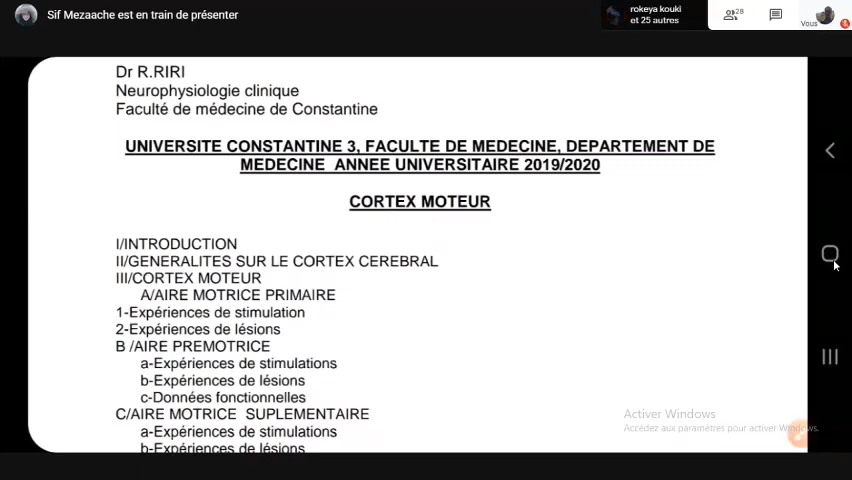 Sif Mezaache est en train de présenter
rokeya kouki
et 25 autres
28
Vous
Dr R.RIRI
Neurophysiologie clinique
Faculté de médecine de Constantine
UNIVERSITE CONSTANTINE 3, FACULTE DE MEDECINE, DEPARTEMENT DE
MEDECINE ANNEE UNIVERSITAIRE 2019/2020
CORTEX MOTEUR
I/INTRODUCTION
II/GENERALITES SUR LE CORTEX CEREBRAL
III/CORTEX MOTEUR
A/AIRE MOTRICE PRIMAIRE
1-Expériences de stimulation
2-Expériences de lésions
B /AIRE PREMOTRICE
a-Expériences de stimulations
b-Expériences de lésions
c-Données fonctionnelles
C/AIRE MOTRICE SUPLEMENTAIRE
a-Expériences de stimulations
b-Expériences de lésions
Activer Windows
Accédez aux paramètres pour activer Windows.